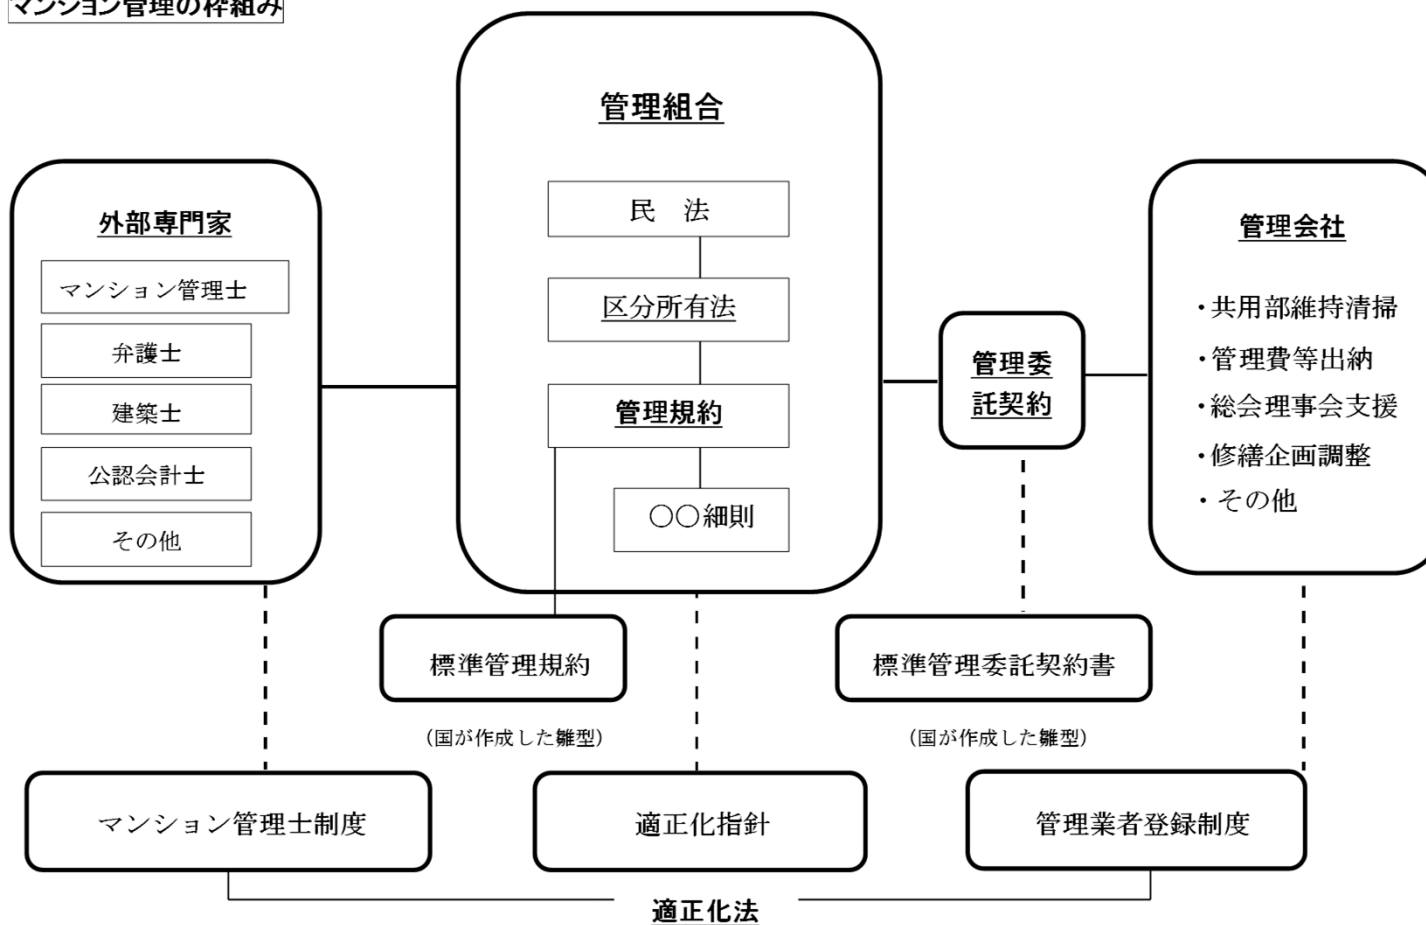 マンション管理の枠組み
管理組合
民　法
区分所有法
管理規約
〇〇細則
外部専門家
マンション管理士
弁護士
建築士
公認会計士
その他
管理委
託契約
管理会社
・共用部維持清掃
・管理費等出納
・総会理事会支援
・修繕企画調整
・その他
標準管理規約
（国が作成した雛型）
標準管理委託契約書
（国が作成した雛型）
マンション管理士制度
適正化指針
管理業者登録制度
適正化法